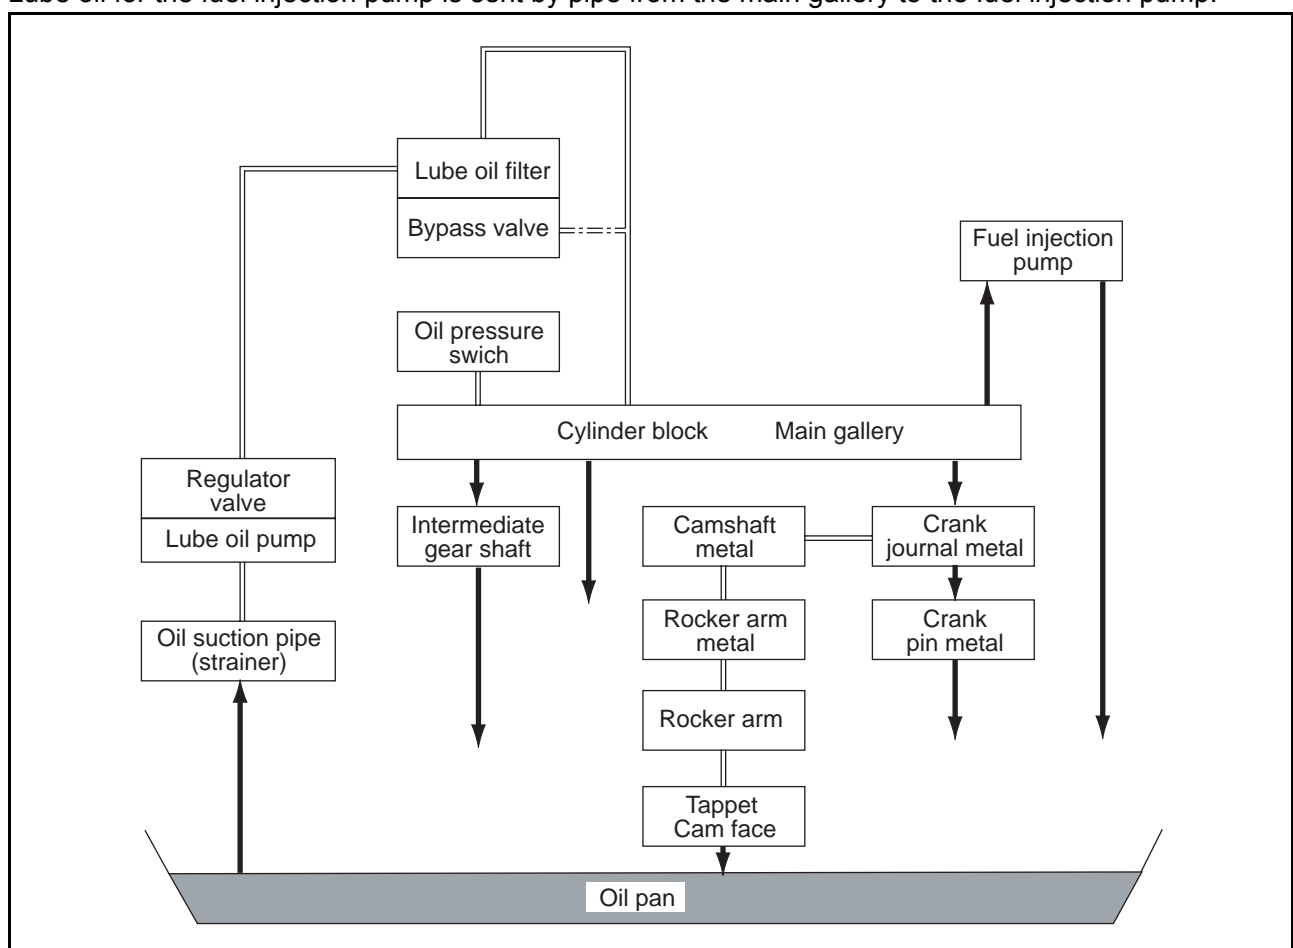 Lube oil for the fuel injection pump is sent by pipe from the main gallery to the fuel injection pump.
Lube oil filter
Bypass valve
Fuel injection
pump
Oil pressure
swich
Cylinder block
Main gallery
Regulator
valve
Lube oil pump
Intermediate
gear shaft
Camshaft
metal
Crank
journal metal
Oil suction pipe
(strainer)
Rocker arm
metal
Crank
pin metal
Rocker arm
Tappet
Cam face
Oil pan